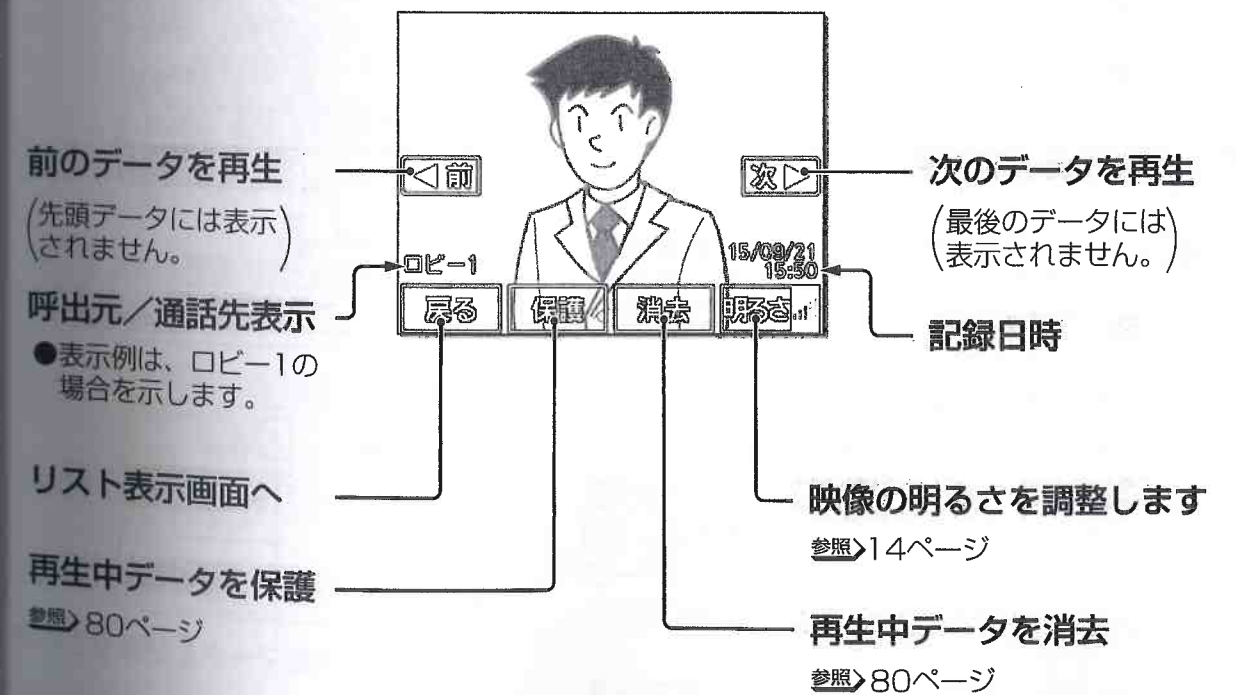 ◁前
次▷
ロビー1
15/09/21
15:50
戻る
保護
消去
明るさ
前のデータを再生
(先頭データには表示
されません。)
呼出元/通話先表示
●表示例は、ロビー1の
場合を示します。
リスト表示画面へ
再生中データを保護
参照 80ページ
次のデータを再生
(最後のデータには
表示されません。)
記録日時
映像の明るさを調整します
参照 14ページ
再生中データを消去
参照 80ページ